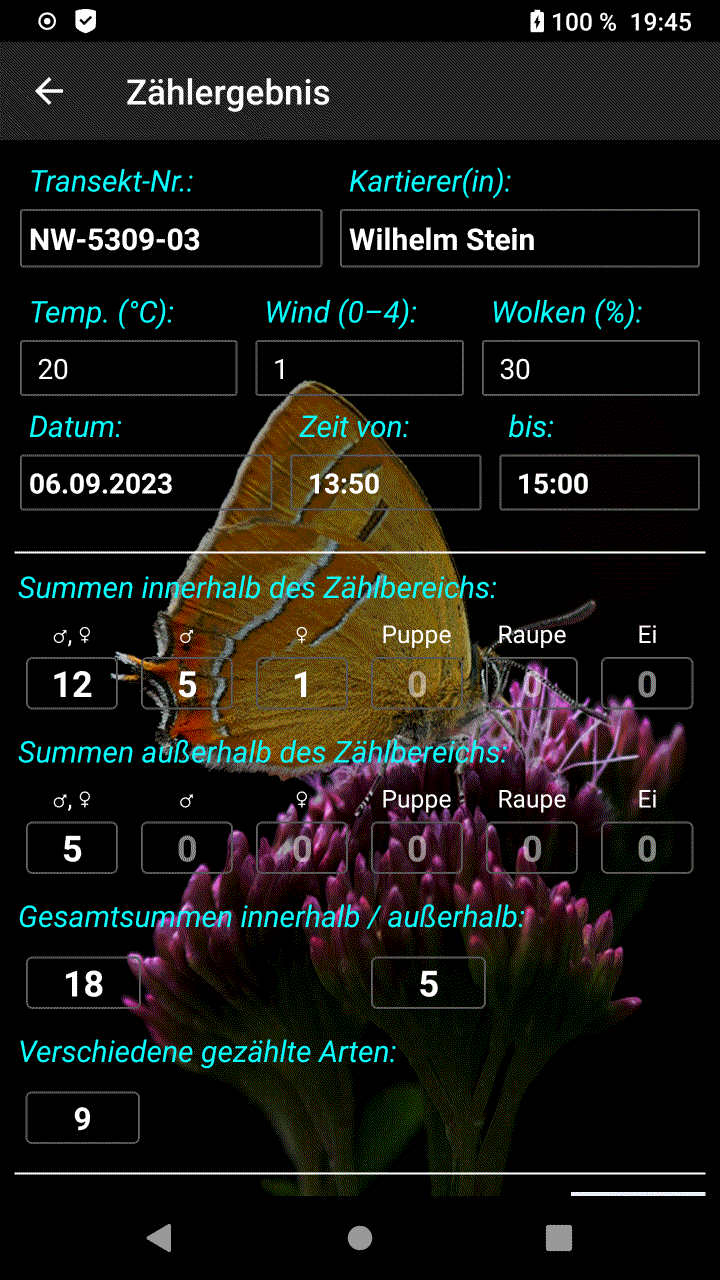 100 % 19:45
Zählergebnis
Transekt-Nr.: Kartierer(in):
NW-5309-03 Wilhelm Stein
Temp. (°C): Wind (0–4): Wolken (%):
20 1 30
Datum: Zeit von: bis:
06.09.2023 13:50 15:00
Summen innerhalb des Zählbereichs:
♂, ♀ ♂ ♀ Puppe Raupe Ei
12 5 1 0 0 0
Summen außerhalb des Zählbereichs:
♂, ♀ ♂ ♀ Puppe Raupe Ei
5 0 0 0 0 0
Gesamtsummen innerhalb / außerhalb:
18 5
Verschiedene gezählte Arten:
9